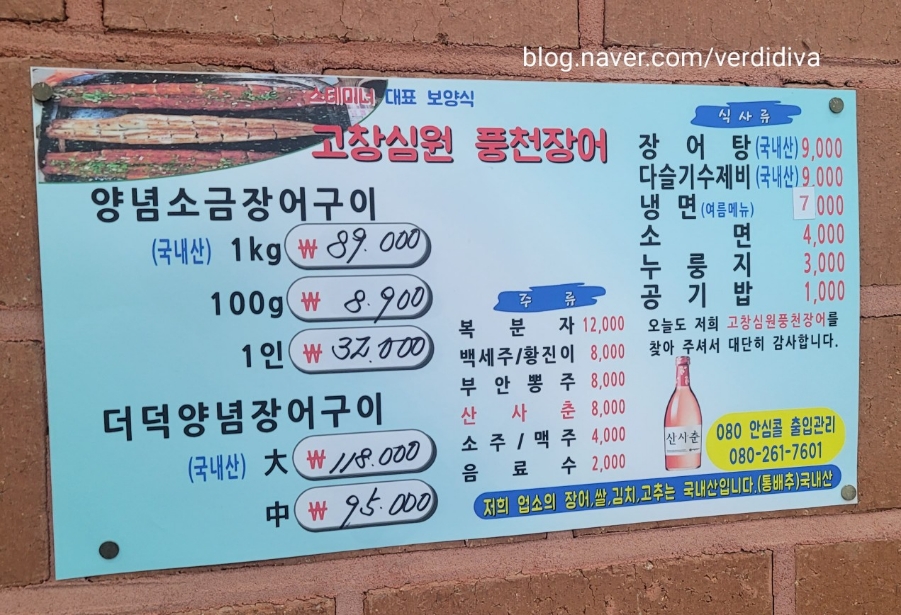 blog.naver.com/verdidiva
스테미너 대표 보양식
고창심원 풍천장어
양념소금장어구이
(국내산) 1kg ₩ 89.000
100g ₩ 8.900
1인 ₩ 32.000
더덕양념장어구이
(국내산) 大 ₩ 118.000
中 ₩ 95.000
주 류
복 분 자 12,000
백세주/황진이 8,000
부 안 뽕 주 8,000
산 사 춘 8,000
소 주 / 맥 주 4,000
음 료 수 2,000
식 사 류
장 어 탕 (국내산) 9,000
다슬기수제비 (국내산) 9,000
냉 면 (여름메뉴) 7 000
소 면 4,000
누 룽 지 3,000
공 기 밥 1,000
오늘도 저희 고창심원풍천장어를
찾아 주셔서 대단히 감사합니다.
산사춘
080 안심콜 출입관리
080-261-7601
저희 업소의 장어,쌀,김치,고추는 국내산입니다,(통배추)국내산